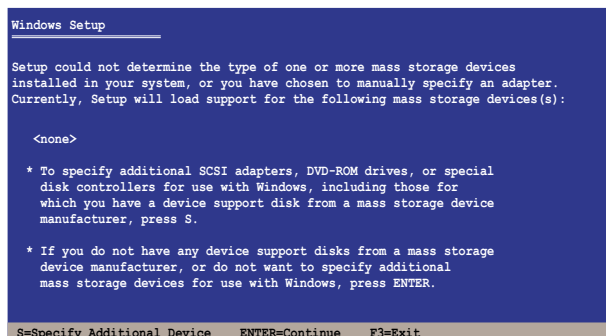 Windows Setup
Setup could not determine the type of one or more mass storage devices
installed in your system, or you have chosen to manually specify an adapter.
Currently, Setup will load support for the following mass storage devices(s):
<none>
* To specify additional SCSI adapters, DVD-ROM drives, or special
disk controllers for use with Windows, including those for
which you have a device support disk from a mass storage device
manufacturer, press S.
* If you do not have any device support disks from a mass storage
device manufacturer, or do not want to specify additional
mass storage devices for use with Windows, press ENTER.
S=Specify Additional Device ENTER=Continue F3=Exit